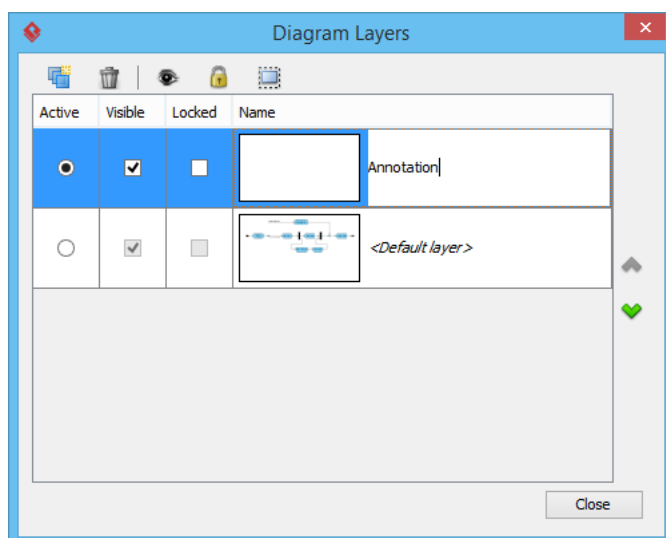 Diagram Layers
Active Visible Locked Name
Annotation
<Default layer>
Close